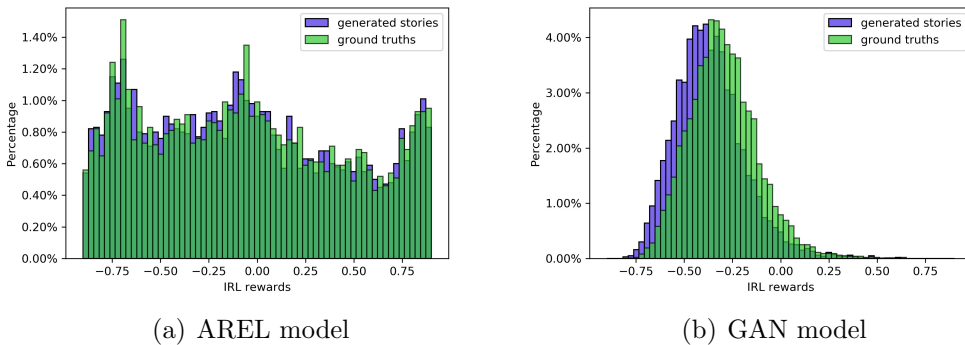 generated stories
ground truths
1.40%
1.20%
1.00%
0.80%
0.60%
0.40%
0.20%
0.00%
Percentage
−0.75 −0.50 −0.25 0.00 0.25 0.50 0.75
IRL rewards
(a) AREL model
generated stories
ground truths
4.00%
3.00%
2.00%
1.00%
0.00%
Percentage
−0.75 −0.50 −0.25 0.00 0.25 0.50 0.75
IRL rewards
(b) GAN model